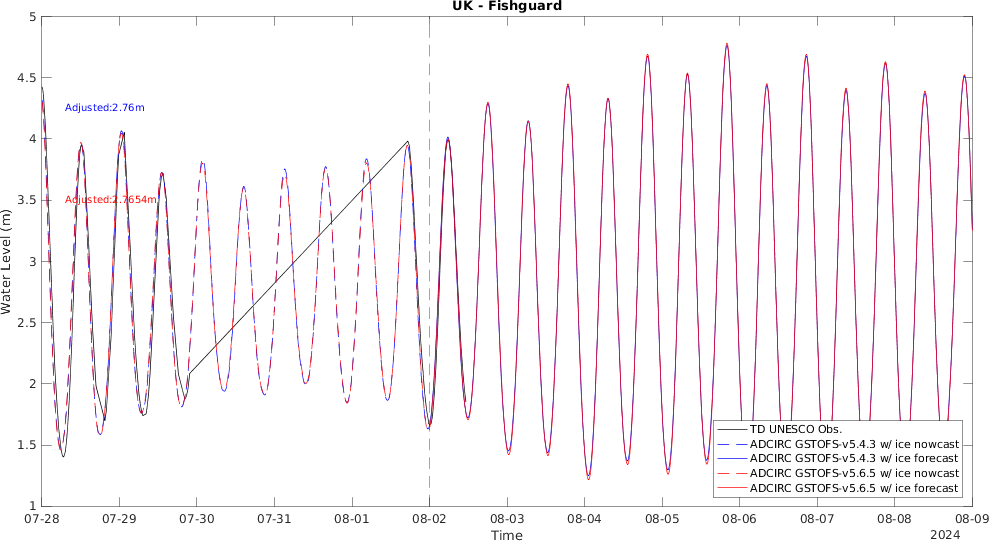 UK - Fishguard
5
4.5
4
3.5
3
2.5
2
1.5
1
Water Level (m)
Adjusted:2.76m
Adjusted:2.7654m
TD UNESCO Obs.
ADCIRC GSTOFS-v5.4.3 w/ ice nowcast
ADCIRC GSTOFS-v5.4.3 w/ ice forecast
ADCIRC GSTOFS-v5.6.5 w/ ice nowcast
ADCIRC GSTOFS-v5.6.5 w/ ice forecast
07-28 07-29 07-30 07-31 08-01 08-02 08-03 08-04 08-05 08-06 08-07 08-08 08-09
Time
2024